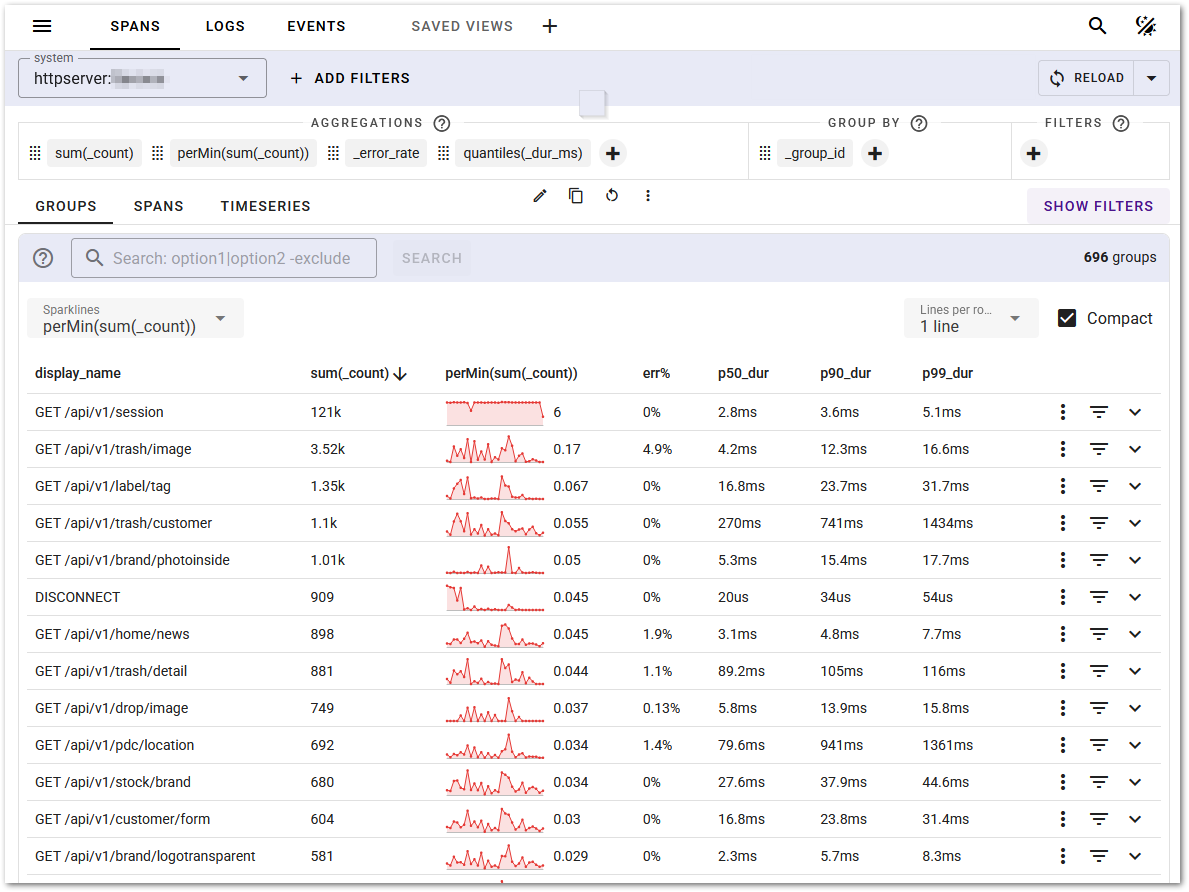 SPANS LOGS EVENTS SAVED VIEWS
system
httpserver:
ADD FILTERS
RELOAD
AGGREGATIONS GROUP BY FILTERS
sum(_count) perMin(sum(_count)) _error_rate quantiles(_dur_ms) _group_id
GROUPS SPANS TIMESERIES SHOW FILTERS
Search: option1|option2 -exclude SEARCH 696 groups
Sparklines
perMin(sum(_count))
Lines per ro...
1 line
Compact
display_name sum(_count) perMin(sum(_count)) err% p50_dur p90_dur p99_dur
GET /api/v1/session 121k 6 0% 2.8ms 3.6ms 5.1ms
GET /api/v1/trash/image 3.52k 0.17 4.9% 4.2ms 12.3ms 16.6ms
GET /api/v1/label/tag 1.35k 0.067 0% 16.8ms 23.7ms 31.7ms
GET /api/v1/trash/customer 1.1k 0.055 0% 270ms 741ms 1434ms
GET /api/v1/brand/photoinside 1.01k 0.05 0% 5.3ms 15.4ms 17.7ms
DISCONNECT 909 0.045 0% 20us 34us 54us
GET /api/v1/home/news 898 0.045 1.9% 3.1ms 4.8ms 7.7ms
GET /api/v1/trash/detail 881 0.044 1.1% 89.2ms 105ms 116ms
GET /api/v1/drop/image 749 0.037 0.13% 5.8ms 13.9ms 15.8ms
GET /api/v1/pdc/location 692 0.034 1.4% 79.6ms 941ms 1361ms
GET /api/v1/stock/brand 680 0.034 0% 27.6ms 37.9ms 44.6ms
GET /api/v1/customer/form 604 0.03 0% 16.8ms 23.8ms 31.4ms
GET /api/v1/brand/logotransparent 581 0.029 0% 2.3ms 5.7ms 8.3ms